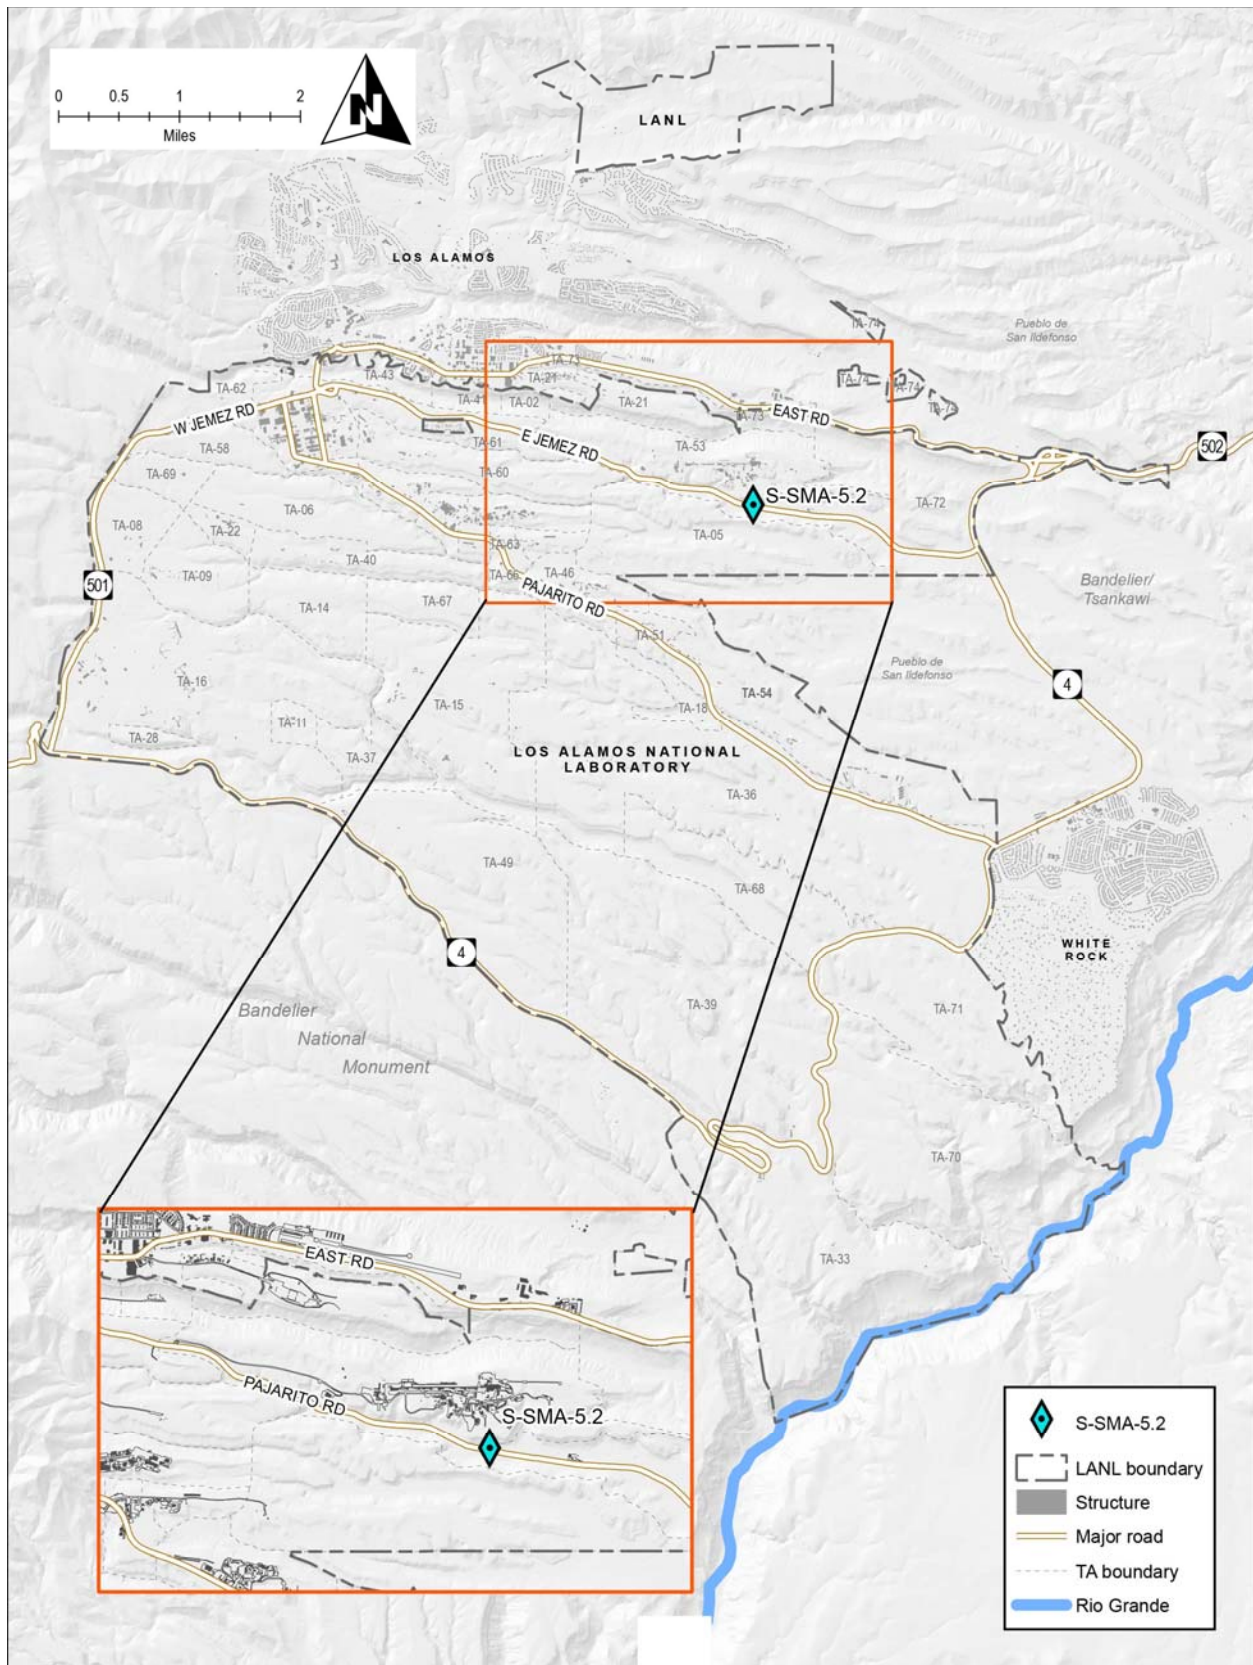 0 0.5 1 2
Miles
N
LANL
LOS ALAMOS
TA-74
Pueblo de
San Ildefonso
TA-73
TA-62
TA-43
TA-21
TA-74
TA-74
TA-74
TA-41
TA-02
TA-21
TA-73
EAST RD
W JEMEZ RD
E JEMEZ RD
502
TA-58
TA-61
TA-53
TA-69
TA-60
S-SMA-5.2
TA-72
TA-08
TA-06
TA-22
TA-05
TA-63
TA-40
501
TA-09
TA-66
TA-46
PAJARITO RD
Bandelier/
Tsankawi
TA-14
TA-67
TA-51
Pueblo de
San Ildefonso
4
TA-16
TA-54
TA-15
TA-18
TA-11
TA-28
TA-37
LOS ALAMOS NATIONAL
LABORATORY
TA-36
TA-49
TA-68
WHITE
ROCK
4
TA-39
TA-71
Bandelier
National
Monument
TA-70
TA-33
EAST RD
PAJARITO RD
S-SMA-5.2
S-SMA-5.2
LANL boundary
Structure
Major road
TA boundary
Rio Grande